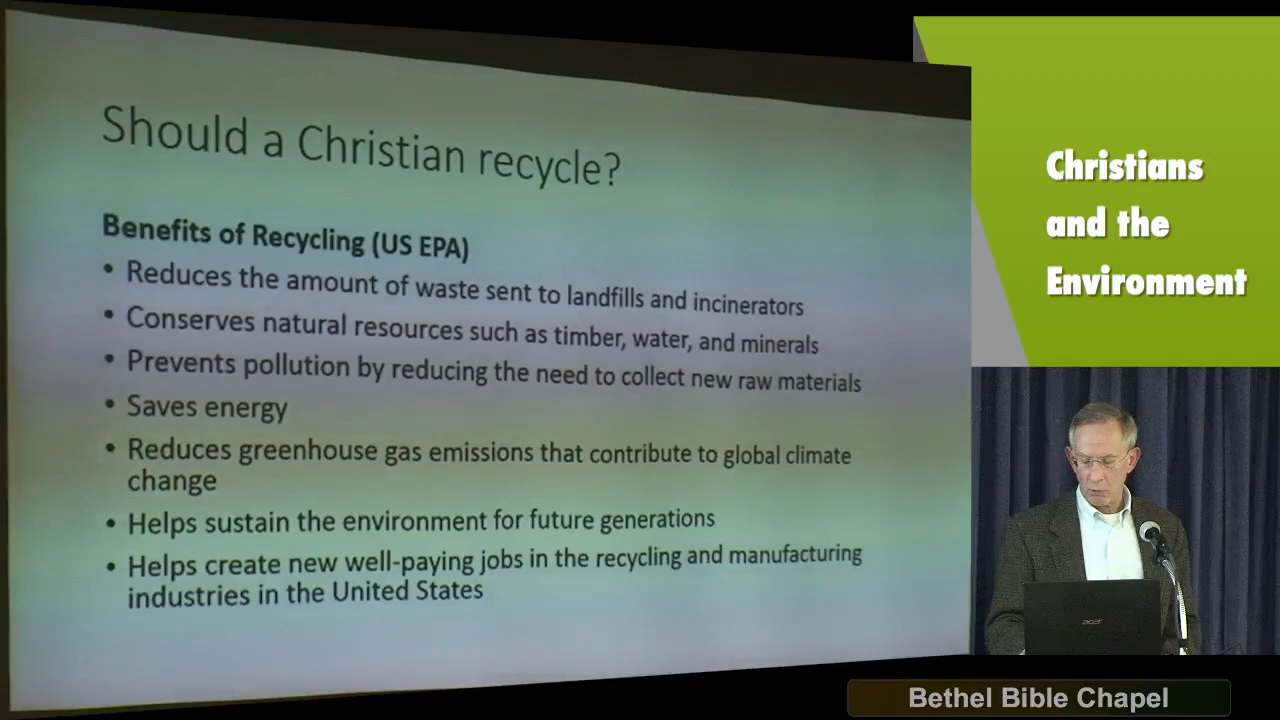 Should a Christian recycle?
Benefits of Recycling (US EPA)
• Reduces the amount of waste sent to landfills and incinerators
• Conserves natural resources such as timber, water, and minerals
• Prevents pollution by reducing the need to collect new raw materials
• Saves energy
• Reduces greenhouse gas emissions that contribute to global climate
change
• Helps sustain the environment for future generations
• Helps create new well-paying jobs in the recycling and manufacturing
industries in the United States
Christians
and the
Environment
acer
Bethel Bible Chapel